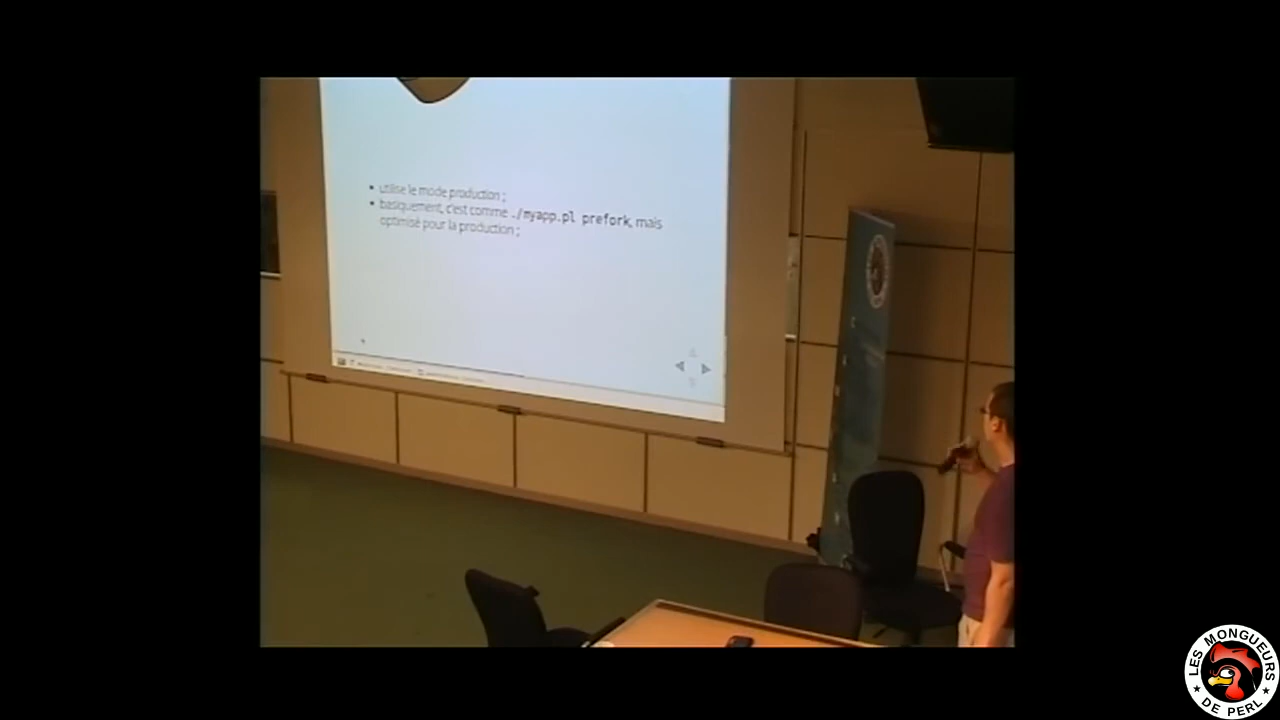 utilise le mode production ;
basiquement, c'est comme ./myapp.pl prefork, mais
optimisé pour la production ;
LES MONGUEURS
DE PERL